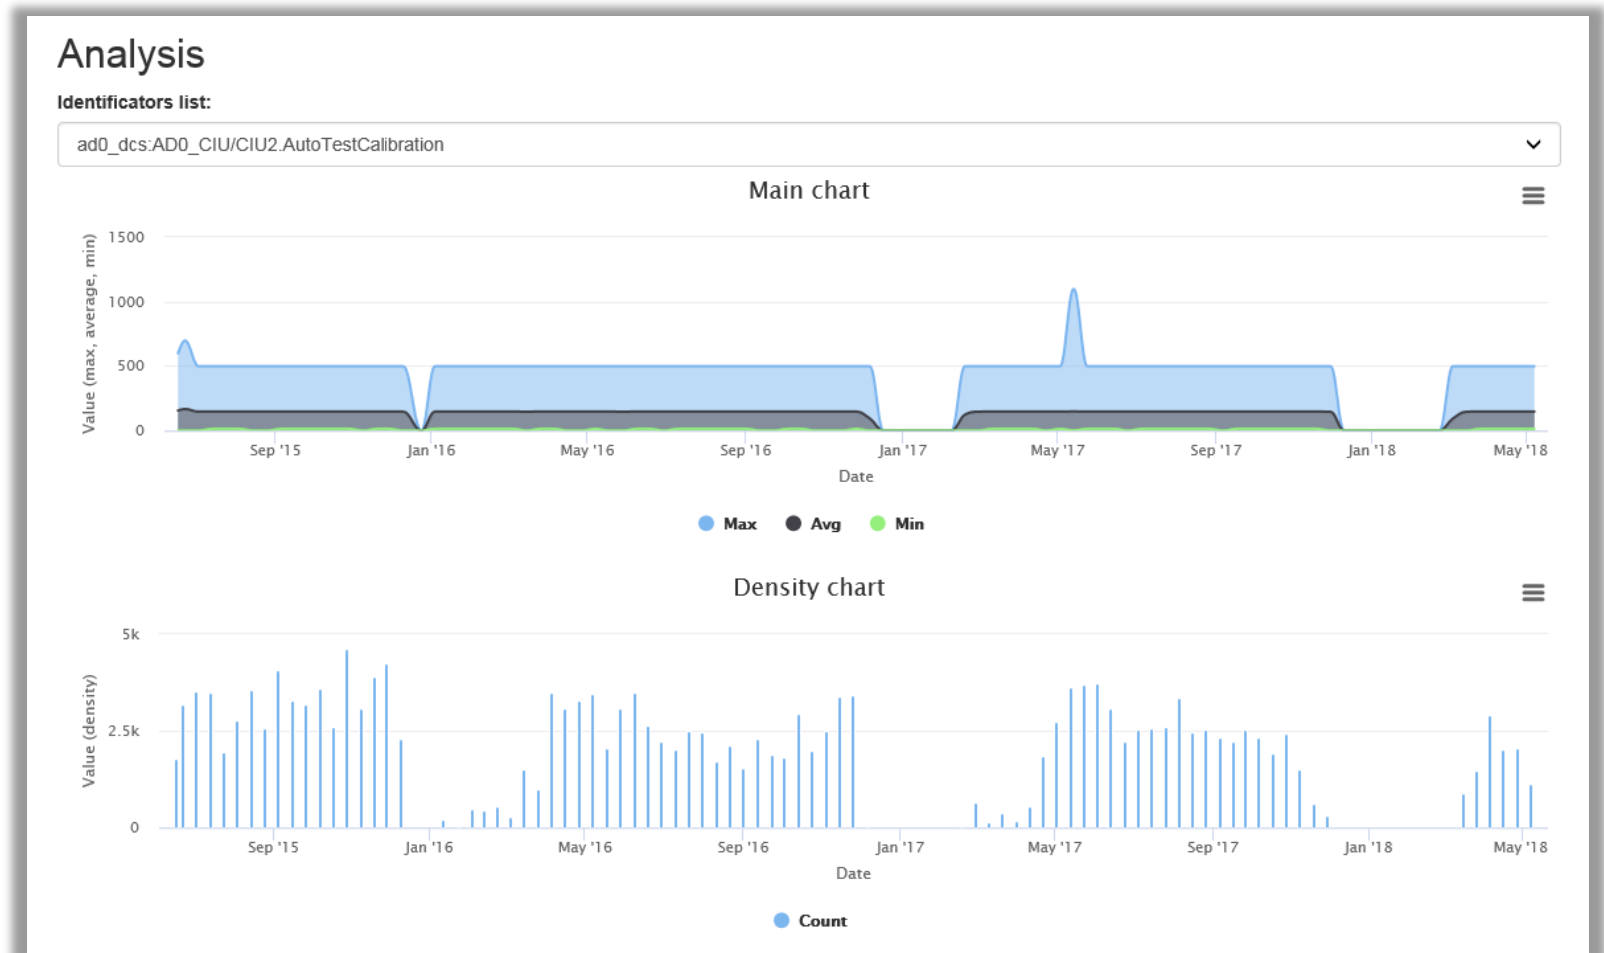 Analysis
Identificators list:
ad0_dcs:AD0_CIU/CIU2.AutoTestCalibration
Main chart
Value (max, average, min)
1500
1000
500
0
Sep '15 Jan '16 May '16 Sep '16 Jan '17 May '17 Sep '17 Jan '18 May '18
Date
Max Avg Min
Density chart
Value (density)
5k
2.5k
0
Sep '15 Jan '16 May '16 Sep '16 Jan '17 May '17 Sep '17 Jan '18 May '18
Date
Count